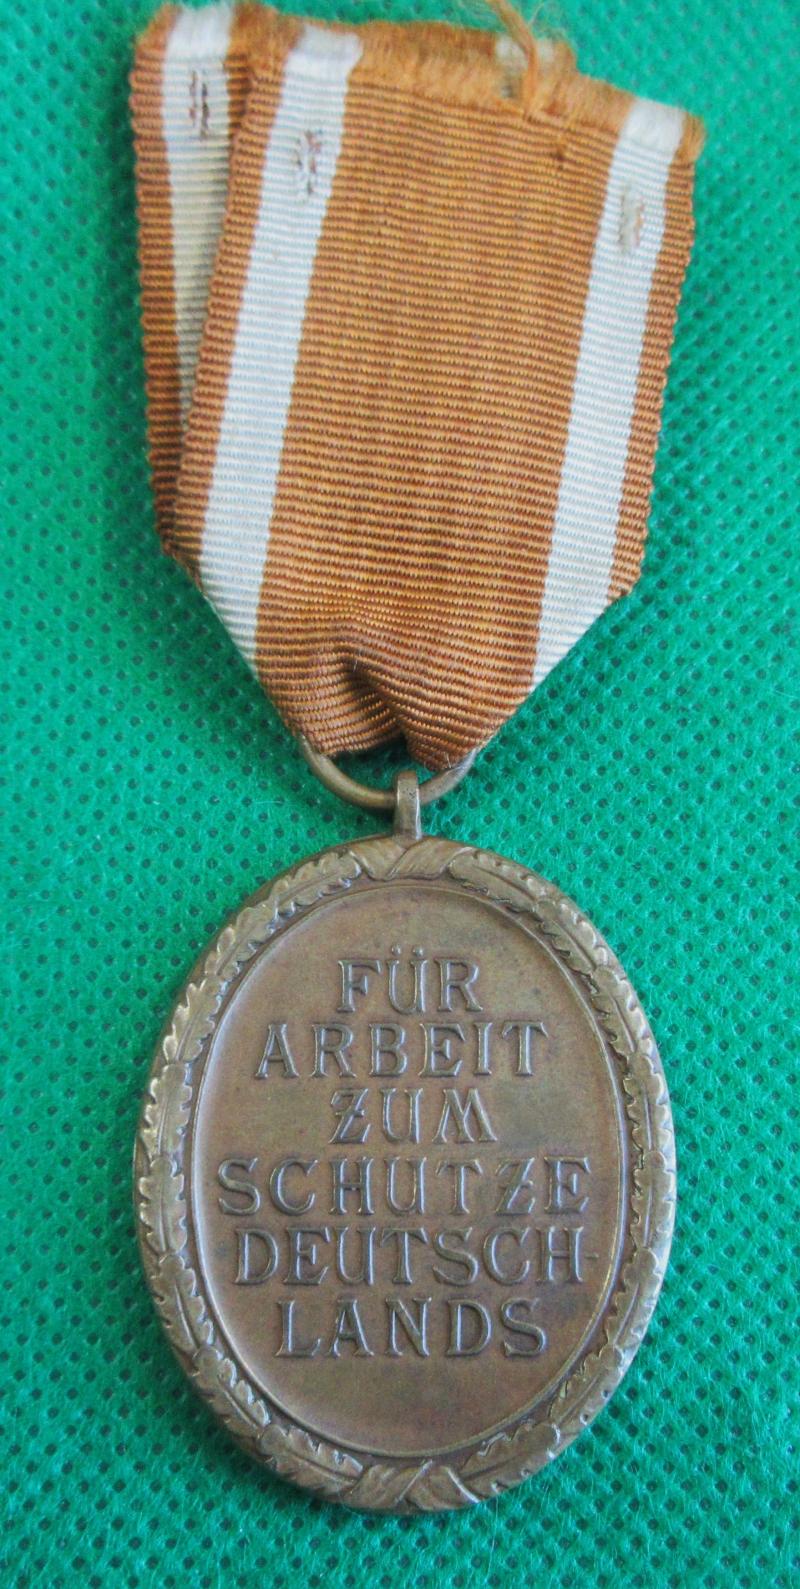 FÜR
ARBEIT
ZUM
SCHUTZE
DEUTSCH-
LANDS